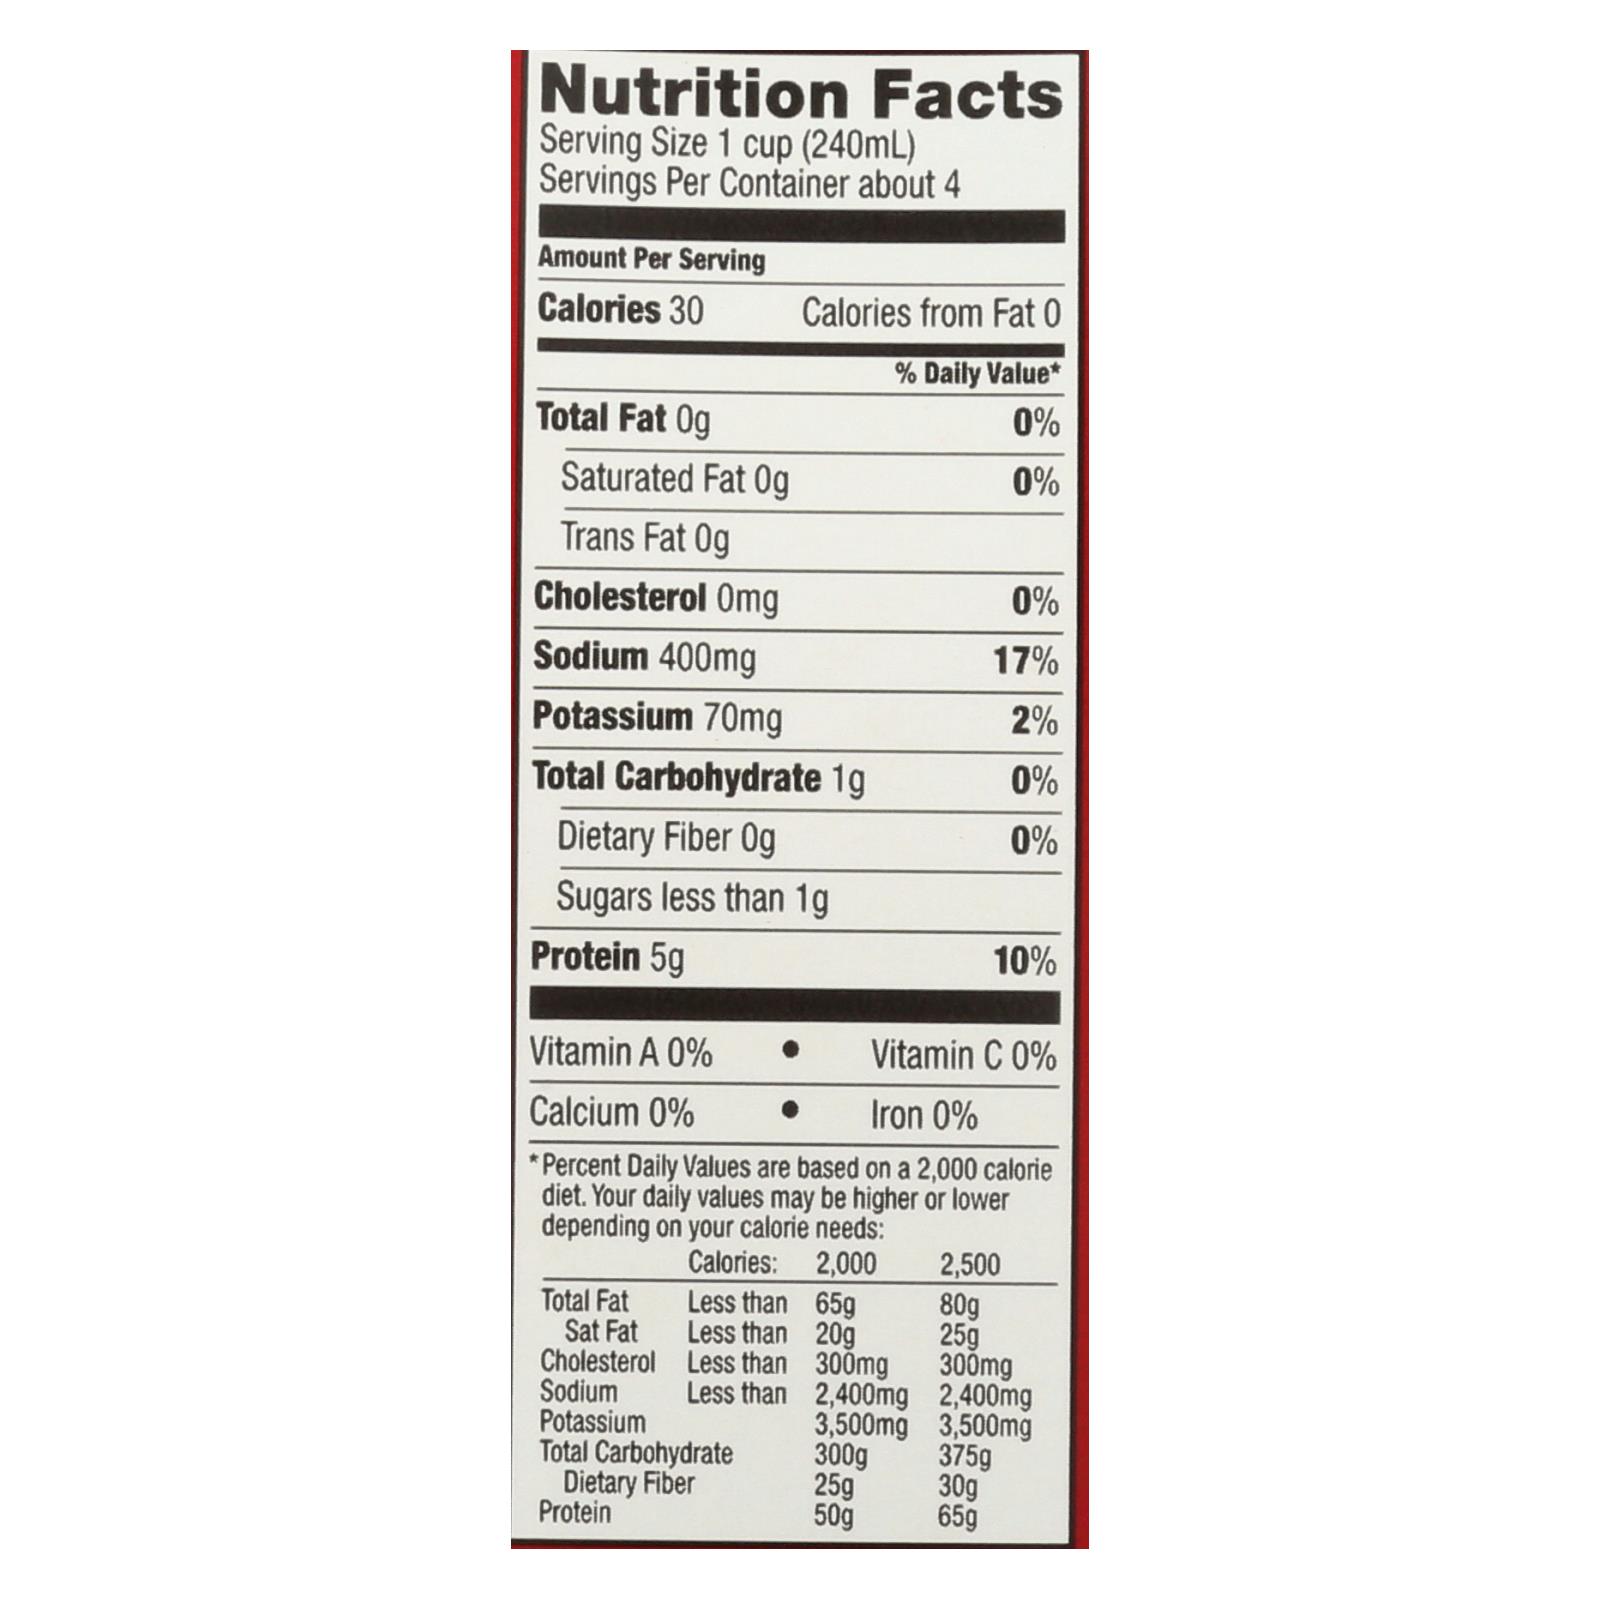 Nutrition Facts
Serving Size 1 cup (240mL)
Servings Per Container about 4
Amount Per Serving
Calories 30 Calories from Fat 0
% Daily Value*
Total Fat 0g 0%
Saturated Fat 0g 0%
Trans Fat 0g
Cholesterol 0mg 0%
Sodium 400mg 17%
Potassium 70mg 2%
Total Carbohydrate 1g 0%
Dietary Fiber 0g 0%
Sugars less than 1g
Protein 5g 10%
Vitamin A 0% • Vitamin C 0%
Calcium 0% • Iron 0%
*Percent Daily Values are based on a 2,000 calorie
diet. Your daily values may be higher or lower
depending on your calorie needs:
Calories: 2,000 2,500
Total Fat Less than 65g 80g
Sat Fat Less than 20g 25g
Cholesterol Less than 300mg 300mg
Sodium Less than 2,400mg 2,400mg
Potassium 3,500mg 3,500mg
Total Carbohydrate 300g 375g
Dietary Fiber 25g 30g
Protein 50g 65g